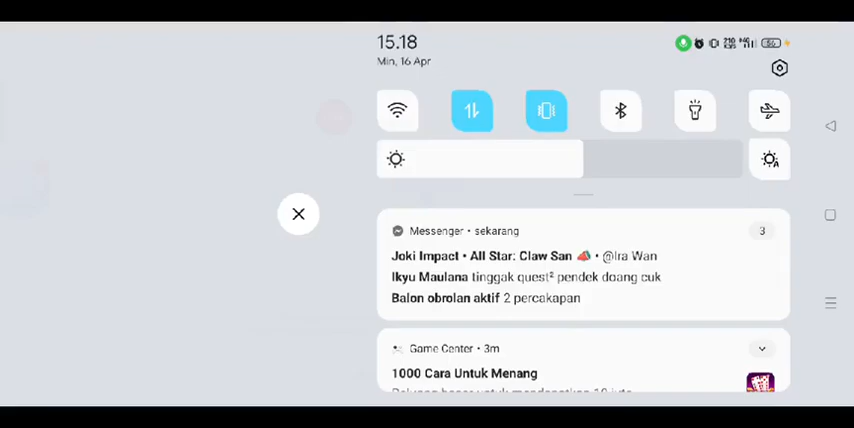 15.18
Min, 16 Apr
Messenger • sekarang
3
Joki Impact • All Star: Claw San 📣 • @Ira Wan
Ikyu Maulana tinggak quest² pendek doang cuk
Balon obrolan aktif 2 percakapan
Game Center • 3m
1000 Cara Untuk Menang